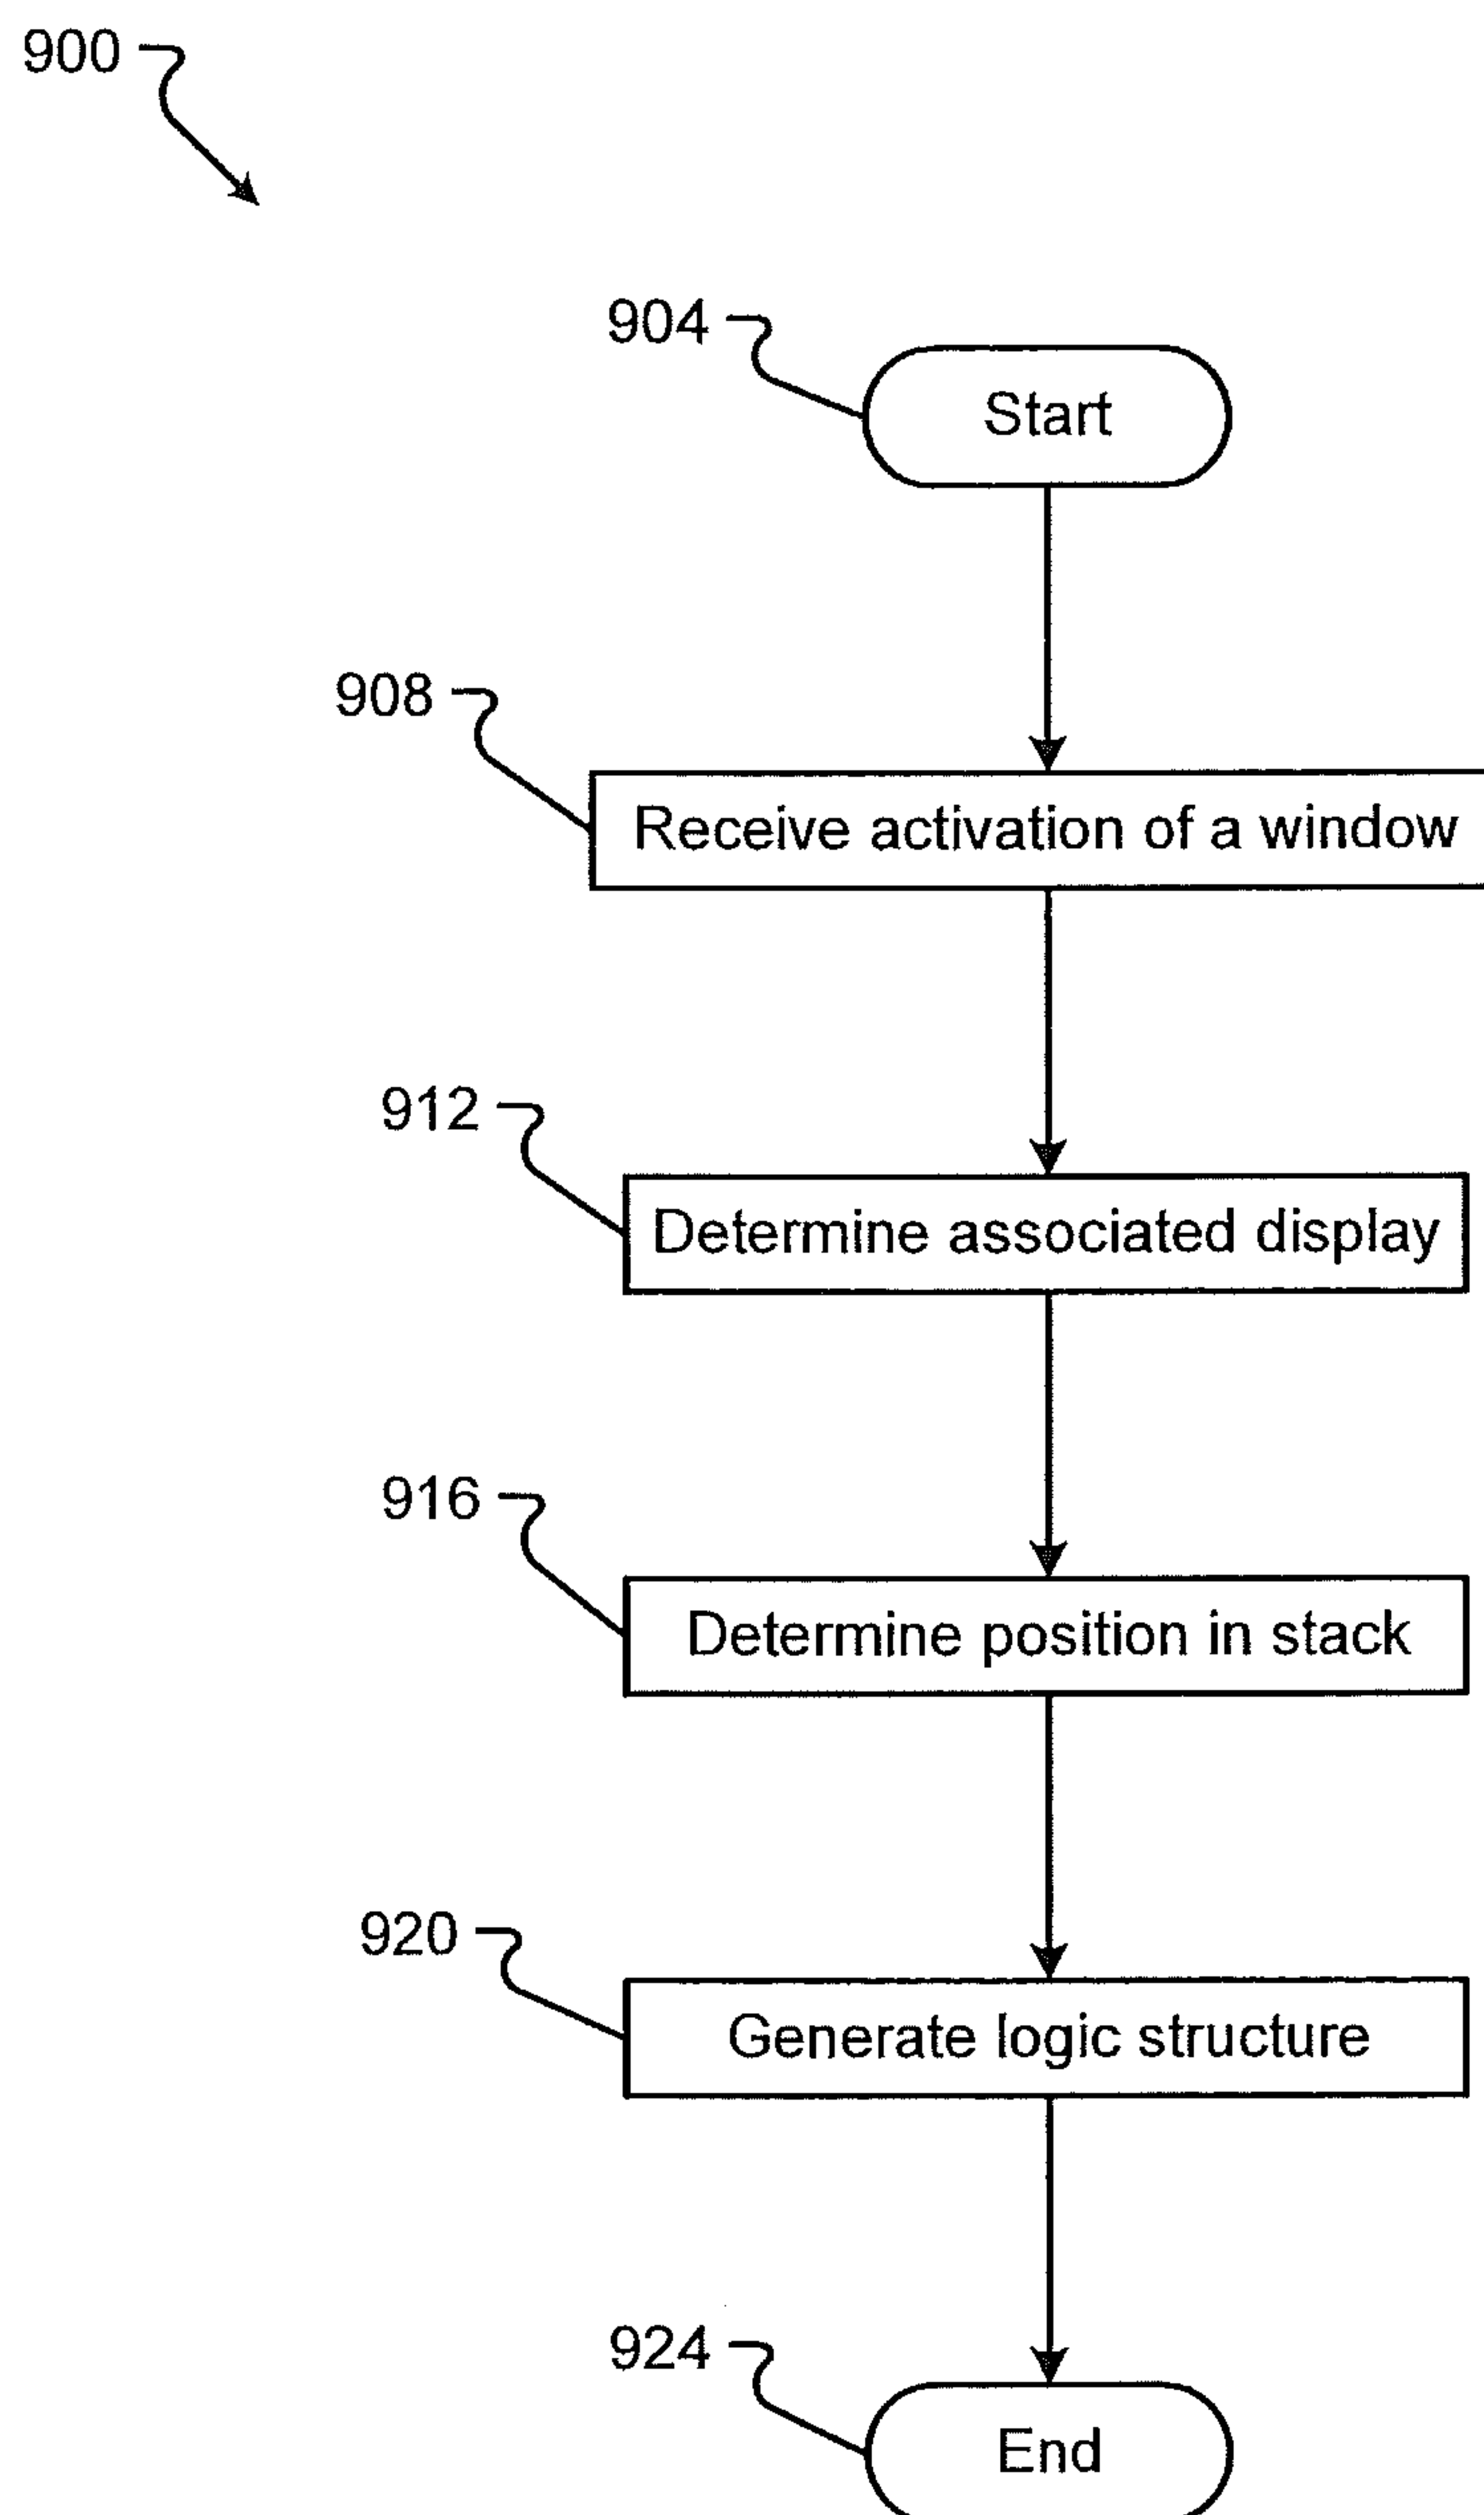 900
904
Start
908
Receive activation of a window
912
Determine associated display
916
Determine position in stack
920
Generate logic structure
924
End